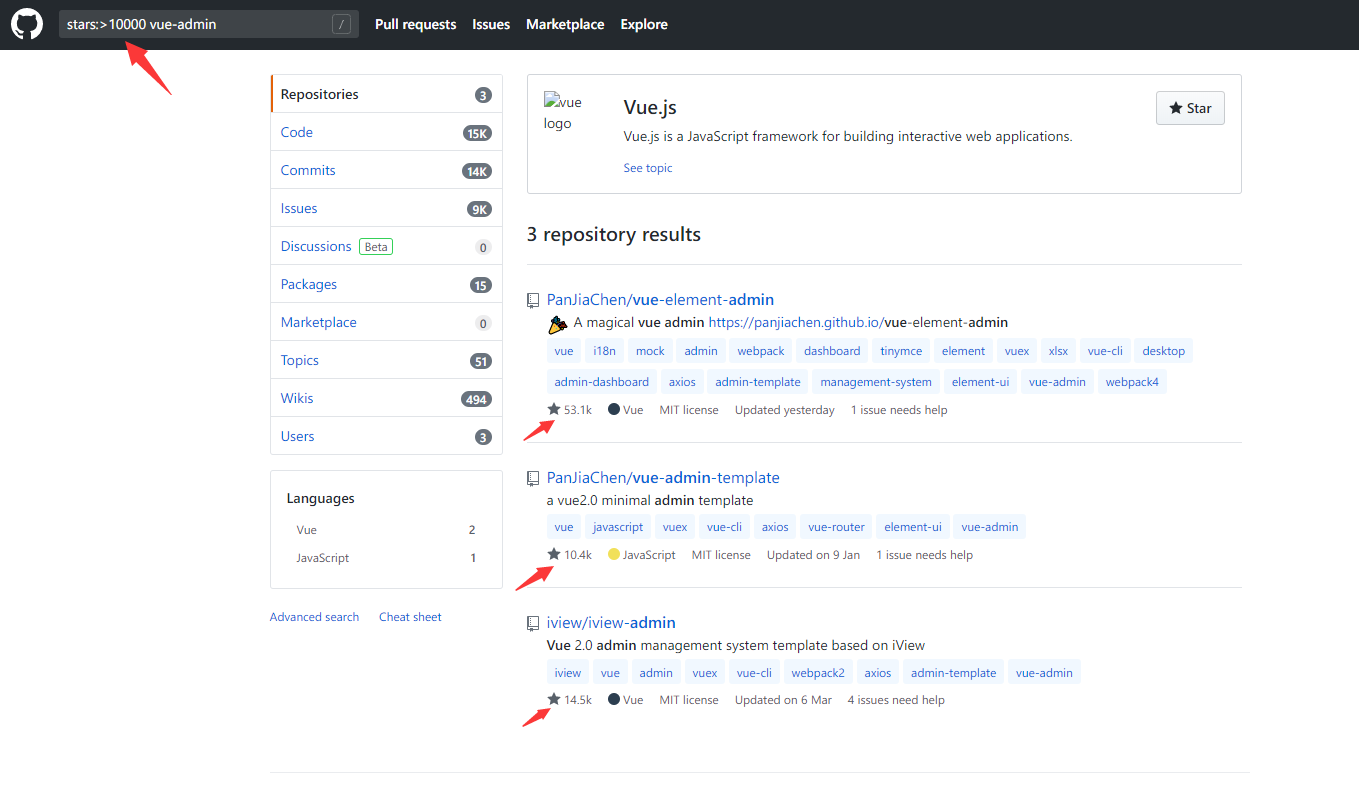 stars:>10000 vue-admin / Pull requests Issues Marketplace Explore
Repositories 3
Code 15K
Commits 14K
Issues 9K
Discussions Beta 0
Packages 15
Marketplace 0
Topics 51
Wikis 494
Users 3
Languages
Vue 2
JavaScript 1
Advanced search Cheat sheet
vue logo
Vue.js
Star
Vue.js is a JavaScript framework for building interactive web applications.
See topic
3 repository results
PanJiaChen/vue-element-admin
A magical vue admin https://panjiachen.github.io/vue-element-admin
vue i18n mock admin webpack dashboard tinymce element vuex xlsx vue-cli desktop
admin-dashboard axios admin-template management-system element-ui vue-admin webpack4
53.1k Vue MIT license Updated yesterday 1 issue needs help
PanJiaChen/vue-admin-template
a vue2.0 minimal admin template
vue javascript vuex vue-cli axios vue-router element-ui vue-admin
10.4k JavaScript MIT license Updated on 9 Jan 1 issue needs help
iview/iview-admin
Vue 2.0 admin management system template based on iView
iview vue admin vuex vue-cli webpack2 axios admin-template vue-admin
14.5k Vue MIT license Updated on 6 Mar 4 issues need help